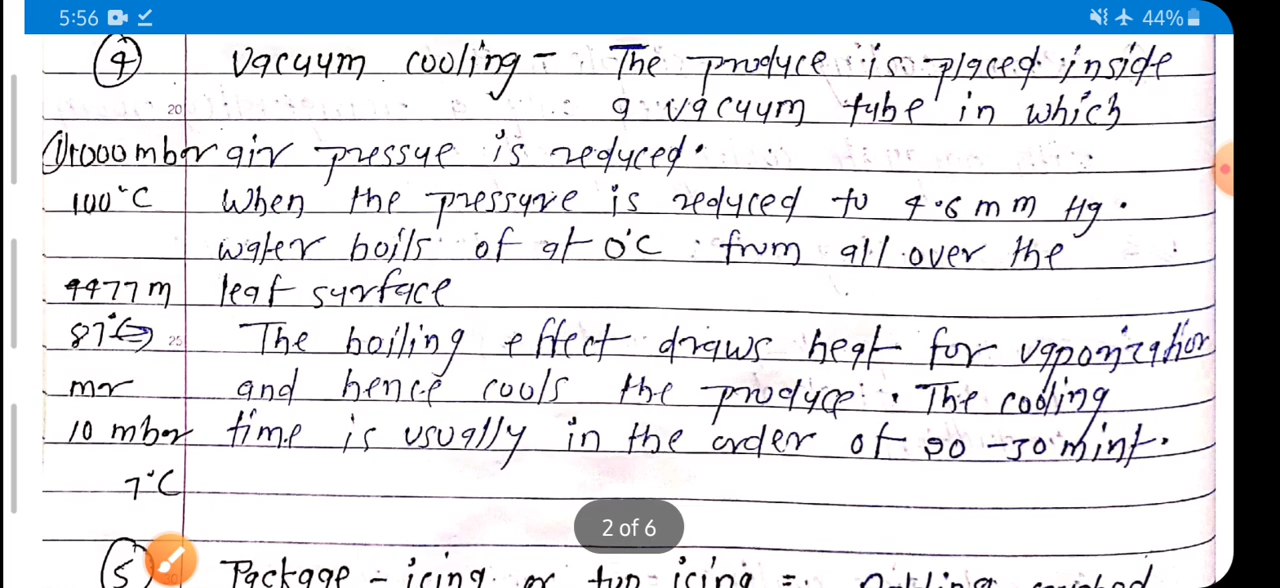 5:56 44%
④ Vacuum cooling - The produce is placed inside
20 a vacuum tube in which
① 1000 mbar air pressue is reduced.
100°C When the pressure is reduced to 4.6 mm Hg.
water boils of at 0°C from all over the
4477 m leaf surface
87°C 25 The boiling effect draws heat for vaporization
and hence cools the produce. The cooling
10 mbar time is usually in the order of 30 mint.
7°C
2 of 6
⑤ Package - icing or top icing =